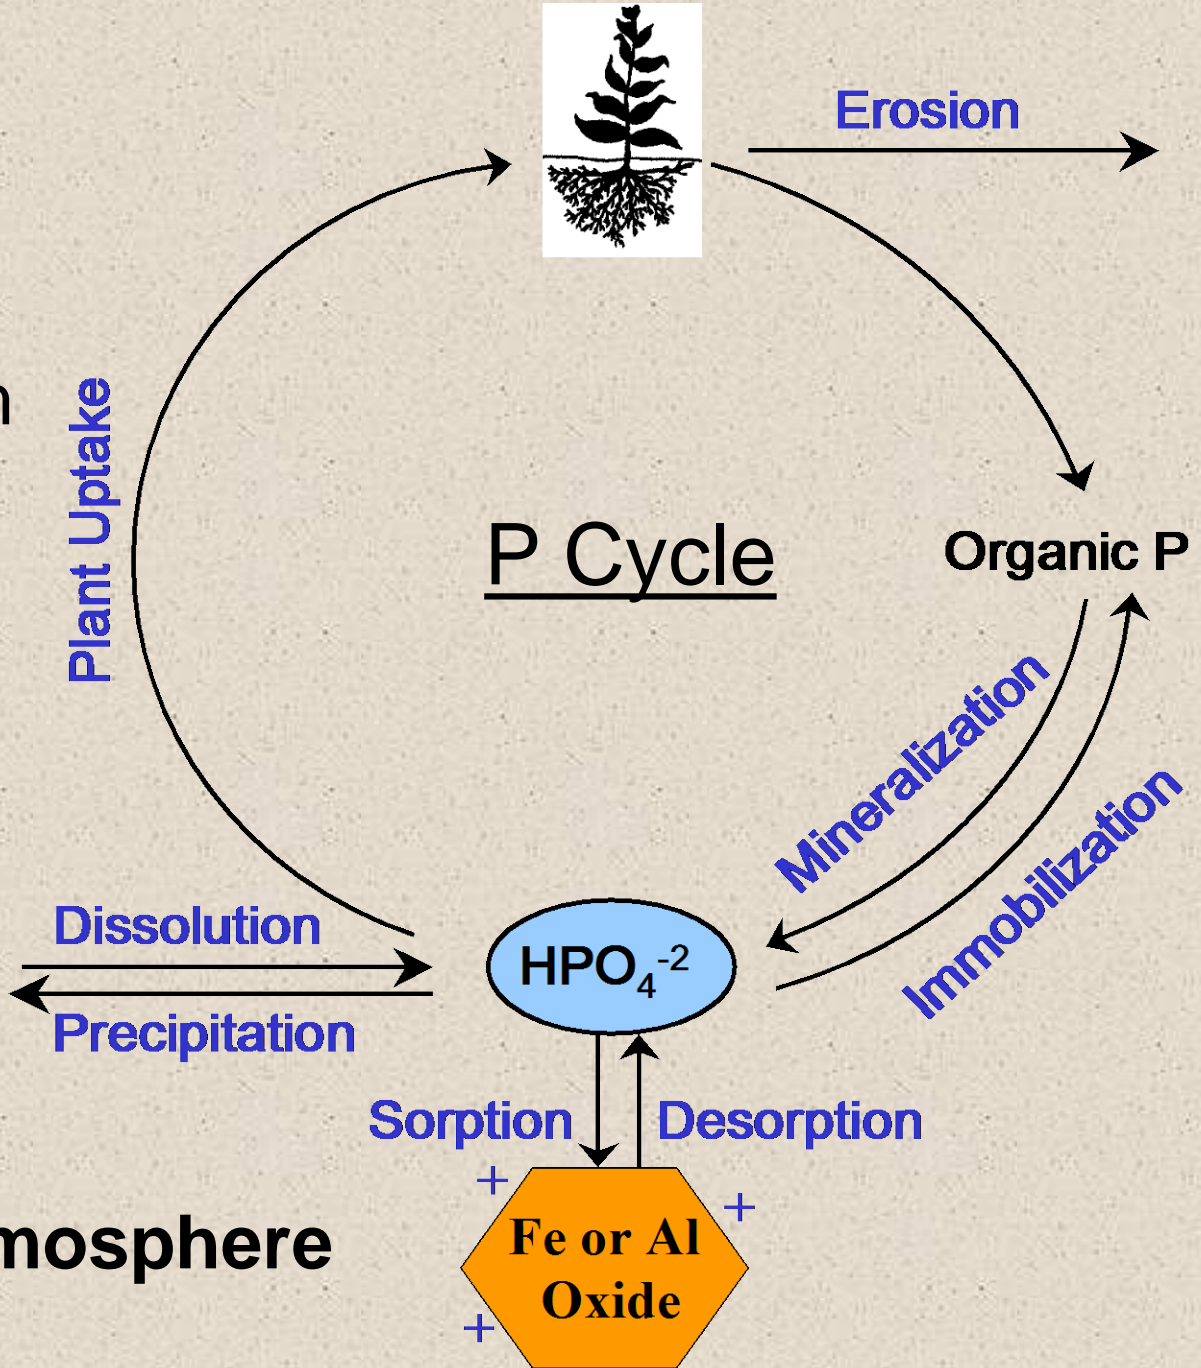 Erosion
n
Plant Uptake
P Cycle
Organic P
Mineralization
Immobilization
Dissolution
HPO₄⁻²
Precipitation
Sorption
Desorption
+
+
mosphere
Fe or Al
Oxide
+